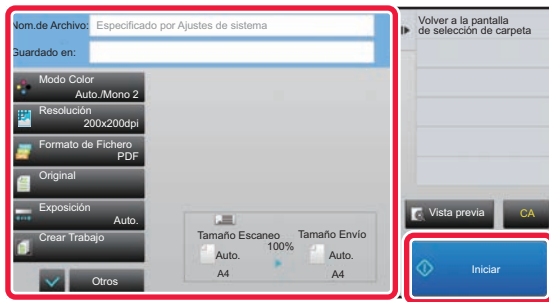 Nom.de Archivo: Especificado por Ajustes de sistema
Guardado en:
Modo Color
Auto./Mono 2
Resolución
200x200dpi
Formato de Fichero
PDF
Original
Exposición
Auto.
Crear Trabajo
Otros
Tamaño Escaneo
100%
Tamaño Envio
Auto.
Auto.
A4
A4
Volver a la pantalla
de selección de carpeta
Vista previa
CA
Iniciar